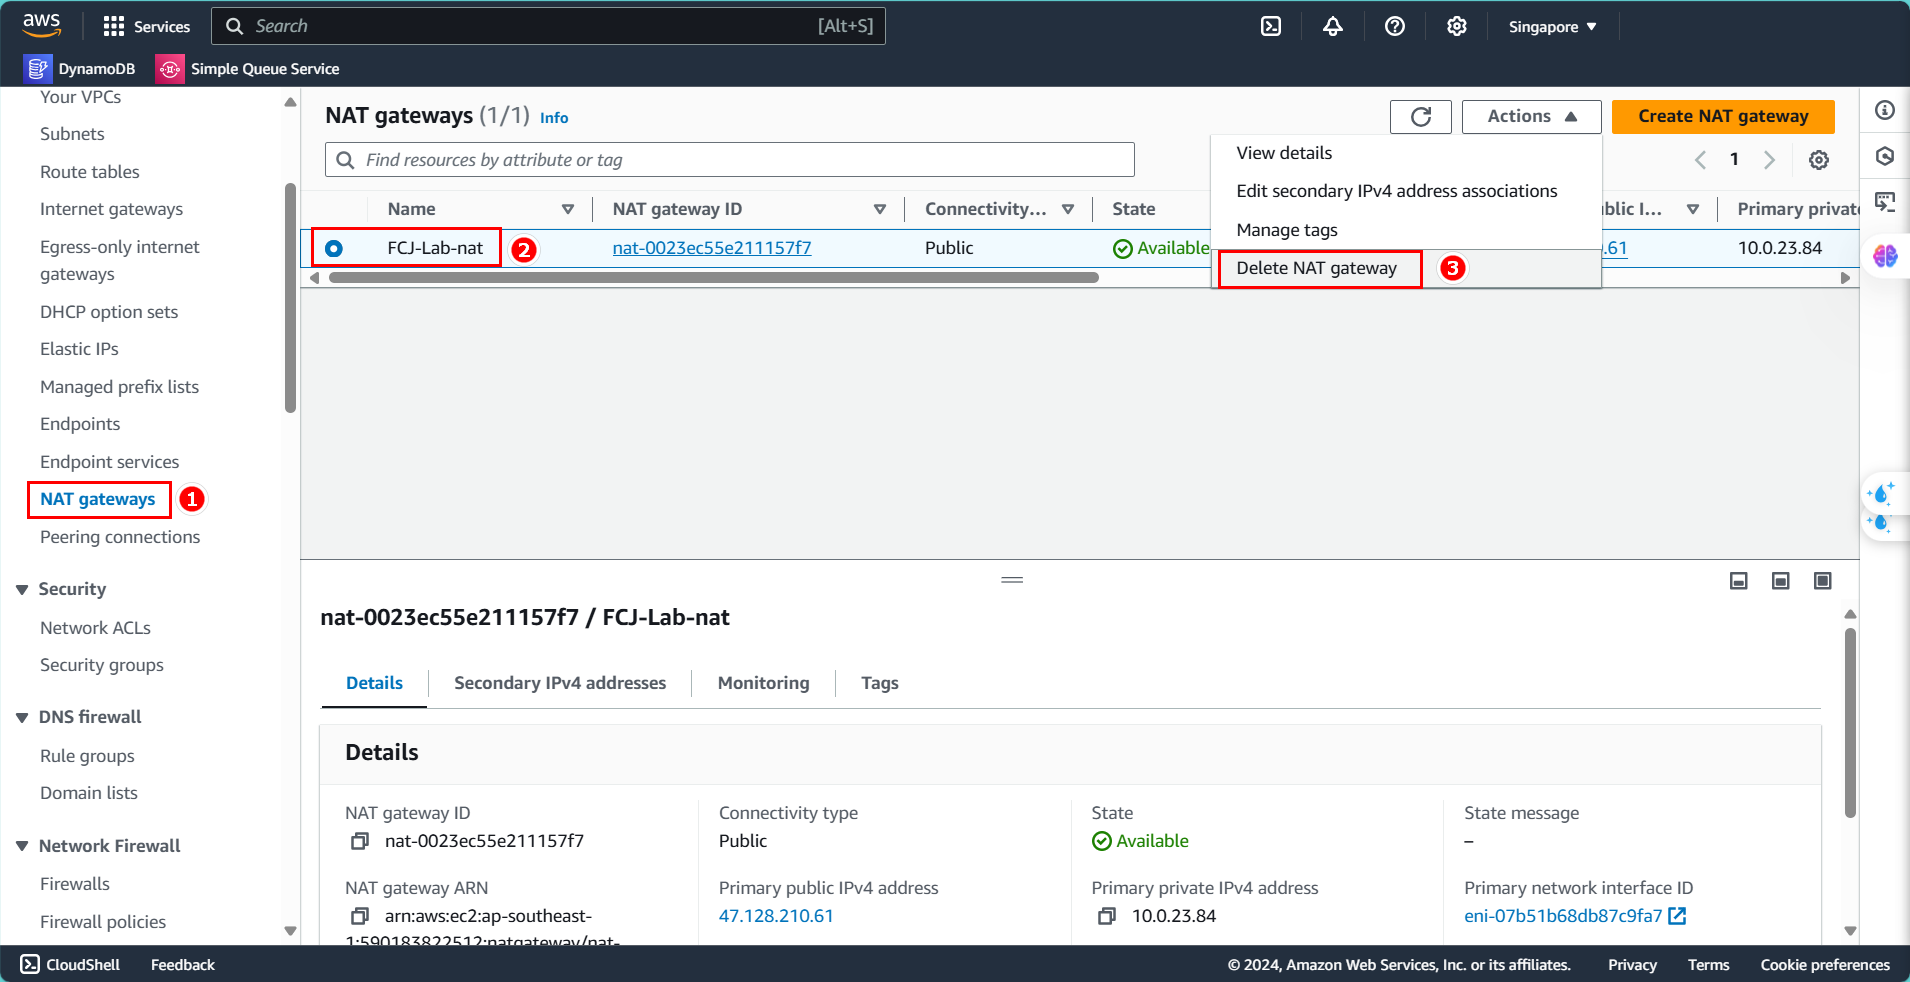 aws
Services
Search
[Alt+S]
Singapore
DynamoDB
Simple Queue Service
Your VPCs
Subnets
Route tables
Internet gateways
Egress-only internet
gateways
DHCP option sets
Elastic IPs
Managed prefix lists
Endpoints
Endpoint services
NAT gateways
1
Peering connections
Security
Network ACLs
Security groups
DNS firewall
Rule groups
Domain lists
Network Firewall
Firewalls
Firewall policies
NAT gateways (1/1) Info
Actions
Create NAT gateway
Find resources by attribute or tag
1
View details
Edit secondary IPv4 address associations
Manage tags
Delete NAT gateway
3
Name
NAT gateway ID
Connectivity...
State
blic I...
Primary private
FCJ-Lab-nat
2
nat-0023ec55e211157f7
Public
Available
.61
10.0.23.84
nat-0023ec55e211157f7 / FCJ-Lab-nat
Details
Secondary IPv4 addresses
Monitoring
Tags
Details
NAT gateway ID
nat-0023ec55e211157f7
Connectivity type
Public
State
Available
State message
–
NAT gateway ARN
arn:aws:ec2:ap-southeast-
1:590183822512:natgateway/nat-
Primary public IPv4 address
47.128.210.61
Primary private IPv4 address
10.0.23.84
Primary network interface ID
eni-07b51b68db87c9fa7
CloudShell
Feedback
© 2024, Amazon Web Services, Inc. or its affiliates.
Privacy
Terms
Cookie preferences